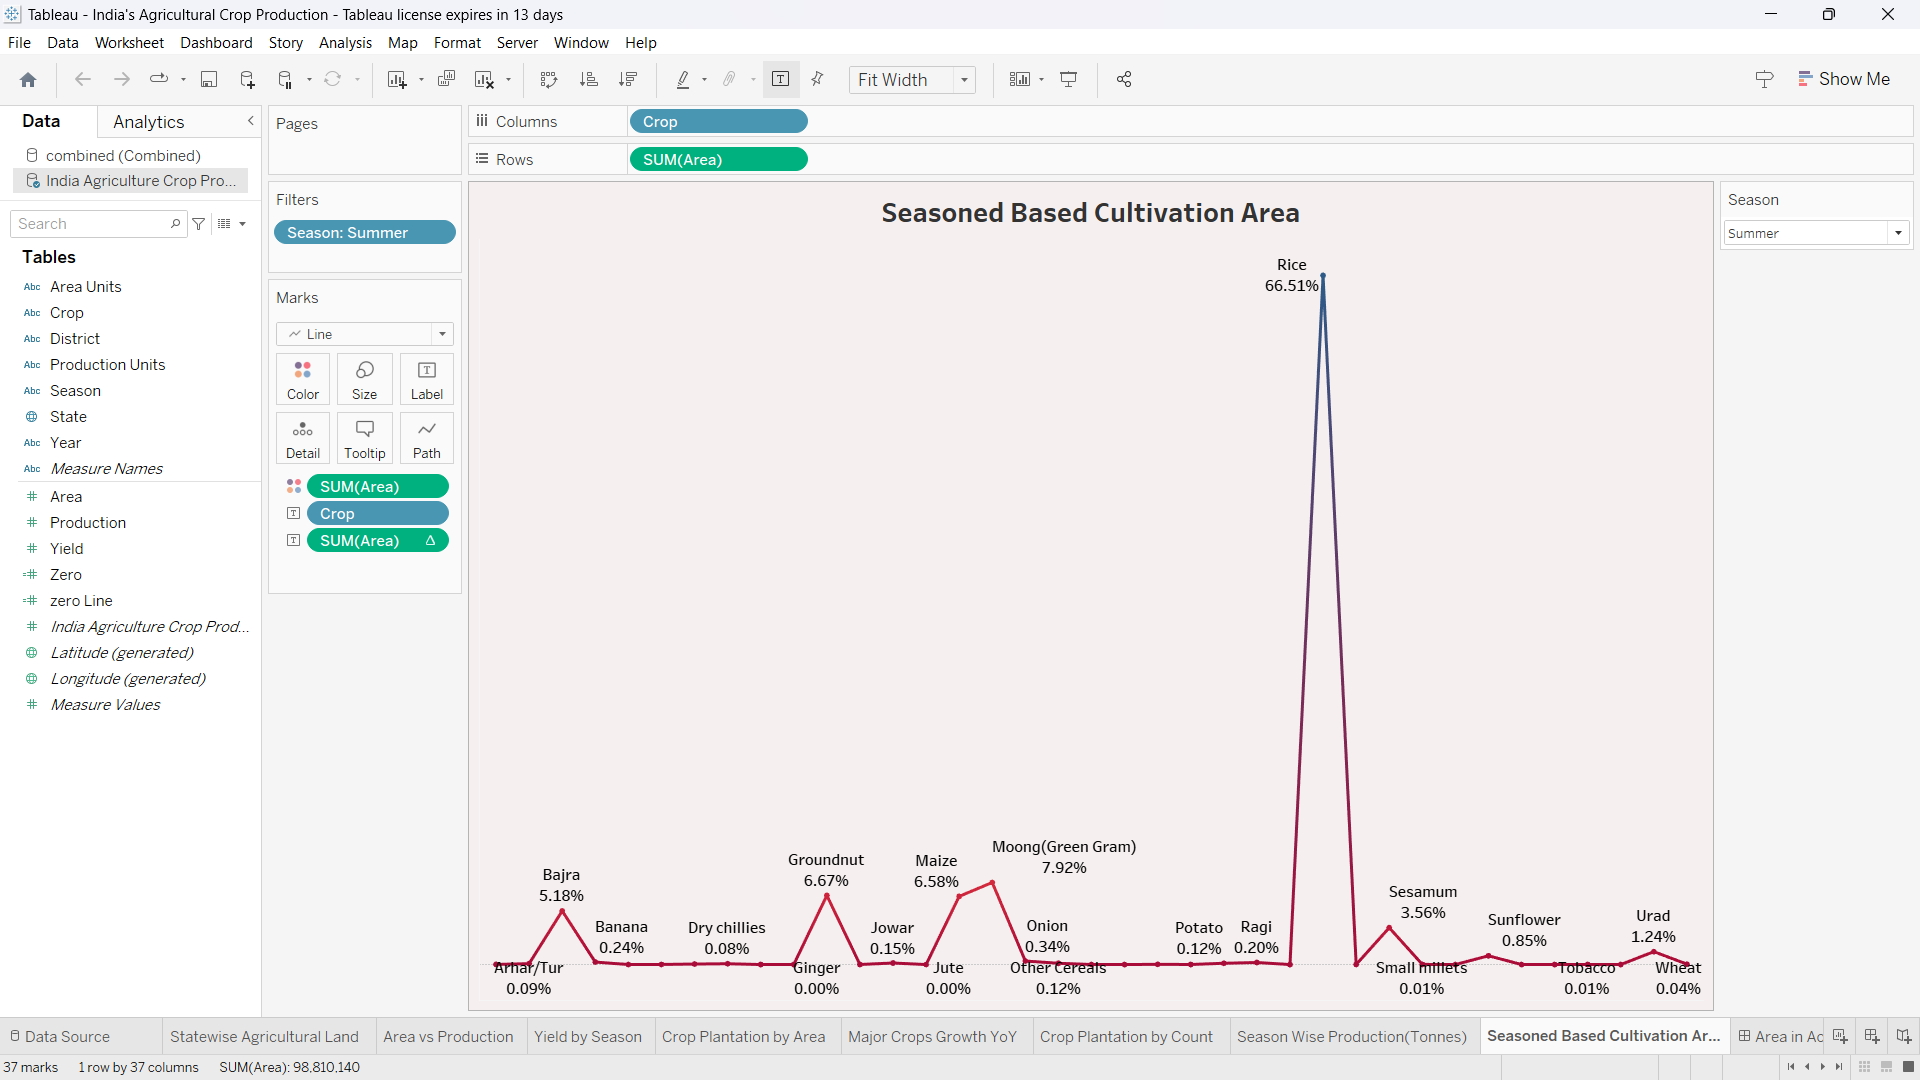 Tableau - India's Agricultural Crop Production - Tableau license expires in 13 days
File Data Worksheet Dashboard Story Analysis Map Format Server Window Help
Fit Width
Show Me
Data
Analytics
combined (Combined)
India Agriculture Crop Pro...
Search
Tables
Abc Area Units
Abc Crop
Abc District
Abc Production Units
Abc Season
State
Abc Year
Abc Measure Names
# Area
# Production
# Yield
=# Zero
=# zero Line
# India Agriculture Crop Prod...
Latitude (generated)
Longitude (generated)
# Measure Values
Pages
Filters
Season: Summer
Marks
Line
Color
Size
T
Label
Detail
Tooltip
Path
SUM(Area)
T Crop
T SUM(Area) Δ
Columns
Crop
Rows
SUM(Area)
Seasoned Based Cultivation Area
Rice
66.51%
Moong(Green Gram)
7.92%
Groundnut
6.67%
Maize
6.58%
Bajra
5.18%
Sesamum
3.56%
Urad
1.24%
Sunflower
0.85%
Banana
0.24%
Dry chillies
0.08%
Jowar
0.15%
Onion
0.34%
Potato
0.12%
Ragi
0.20%
Arhar/Tur
0.09%
Ginger
0.00%
Jute
0.00%
Other Cereals
0.12%
Small millets
0.01%
Tobacco
0.01%
Wheat
0.04%
Season
Summer
Data Source
Statewise Agricultural Land
Area vs Production
Yield by Season
Crop Plantation by Area
Major Crops Growth YoY
Crop Plantation by Count
Season Wise Production(Tonnes)
Seasoned Based Cultivation Ar...
Area in Ac
37 marks
1 row by 37 columns
SUM(Area): 98,810,140